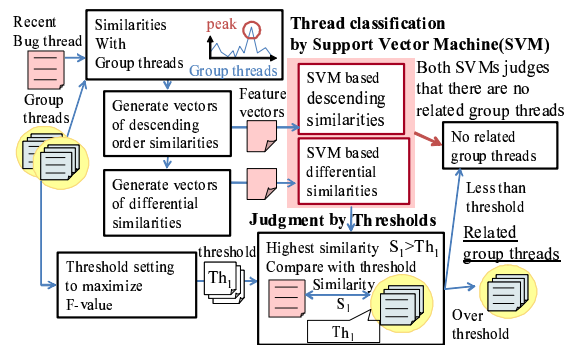 Recent
Bug thread
Similarities
With
Group threads
peak
Group threads
Thread classification
by Support Vector Machine(SVM)
Group
threads
Generate vectors
of descending
order similarities
Feature
vectors
SVM based
descending
similarities
Both SVMs judges
that there are no
related group threads
No related
group threads
Generate vectors
of differential
similarities
SVM based
differential
similarities
Less than
threshold
Judgment by Thresholds
Threshold setting
to maximize
F-value
threshold
Th1
Highest similarity S1>Th1
Compare with threshold
Similarity
S1
Th1
Related
group threads
Over
threshold